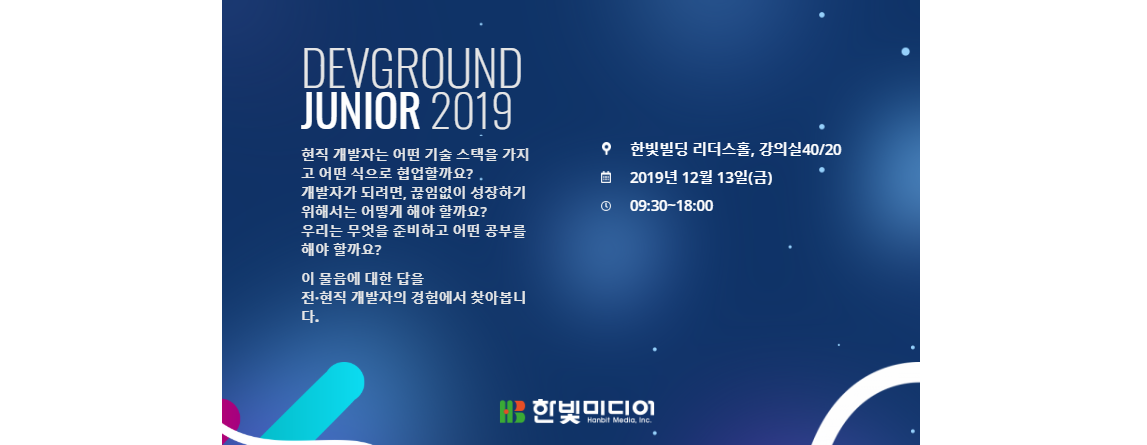 DEVGROUND
JUNIOR 2019
현직 개발자는 어떤 기술 스택을 가지
고 어떤 식으로 협업할까요?
개발자가 되려면, 끊임없이 성장하기
위해서는 어떻게 해야 할까요?
우리는 무엇을 준비하고 어떤 공부를
해야 할까요?
이 물음에 대한 답을
전·현직 개발자의 경험에서 찾아봅니
다.
한빛빌딩 리더스홀, 강의실40/20
2019년 12월 13일(금)
09:30~18:00
HB 한빛미디어
Hanbit Media, Inc.